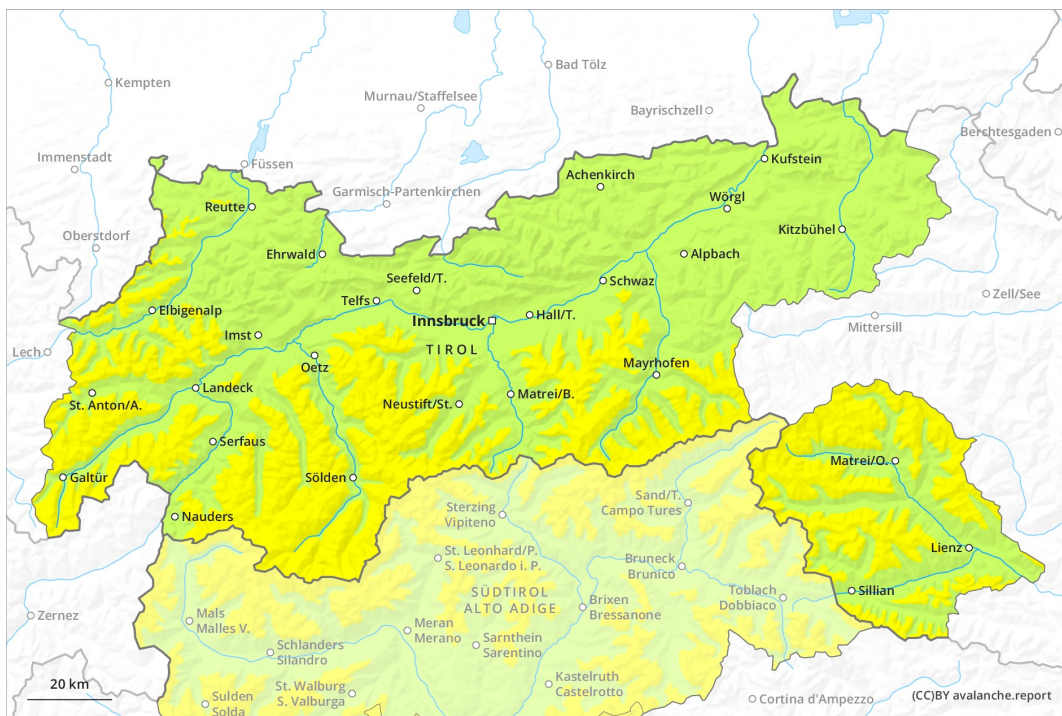 Kempten
Bad Tölz
Murnau/Staffelsee
Bayrischzell
Berchtesgaden
Immenstadt
Füssen
Kufstein
Achenkirch
Garmisch-Partenkirchen
Reutte
Wörgl
Oberstdorf
Kitzbühel
Ehrwald
Alpbach
Seefeld/T.
Schwaz
Telfs
Zell/See
Elbigenalp
Innsbruck
Hall/T.
Mittersill
Imst
TIROL
Lech
Oetz
Mayrhofen
Landeck
St. Anton/A.
Neustift/St.
Matrei/B.
Serfaus
Matrei/O.
Galtür
Sölden
Sand/T.
Campo Tures
Sterzing
Vipiteno
Nauders
St. Leonhard/P.
S. Leonardo i. P.
Bruneck
Brunico
Lienz
SÜDTIROL
ALTO ADIGE
Toblach
Dobbiaco
Sillian
Zernez
Mals
Malles V.
Brixen
Bressanone
Meran
Merano
Schlanders
Silandro
Sarnthein
Sarentino
20 km
St. Walburg
S. Valburga
Kastelruth
Castelrotto
Sulden
Solda
Cortina d'Ampezzo
(CC)BY avalanche.report